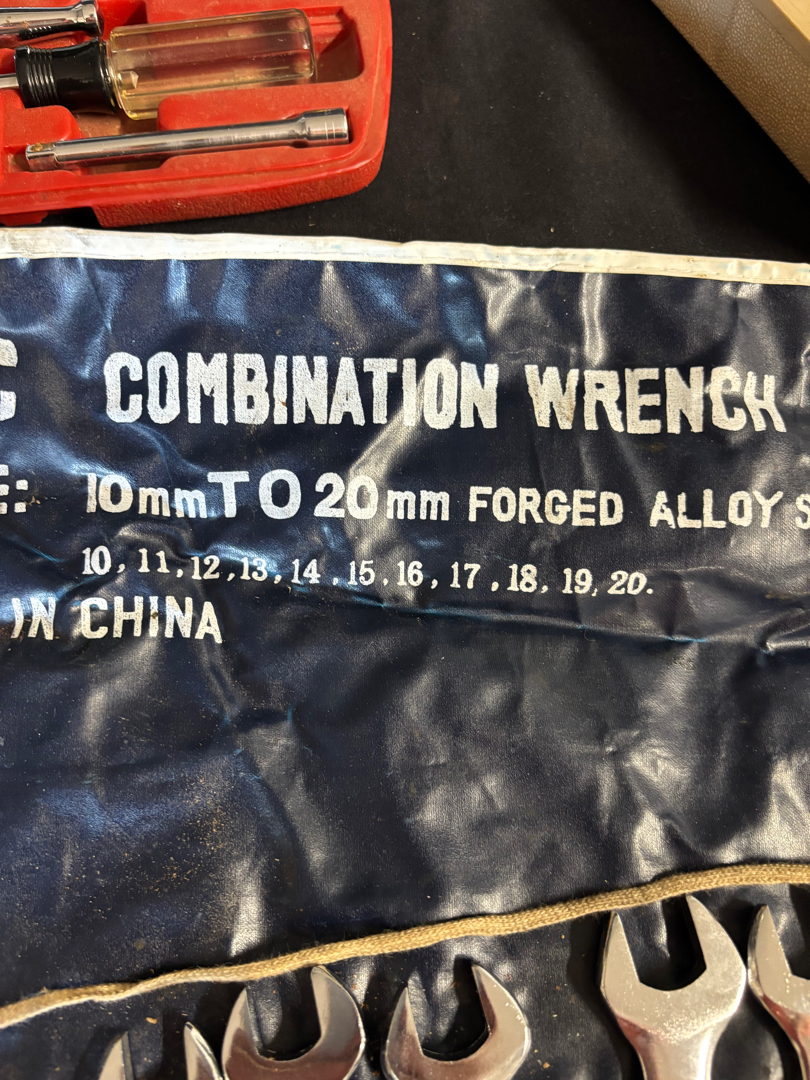 C COMBINATION WRENCH
E: 10mm TO 20mm FORGED ALLOY S
10, 11, 12, 13, 14, 15, 16, 17, 18, 19, 20.
IN CHINA